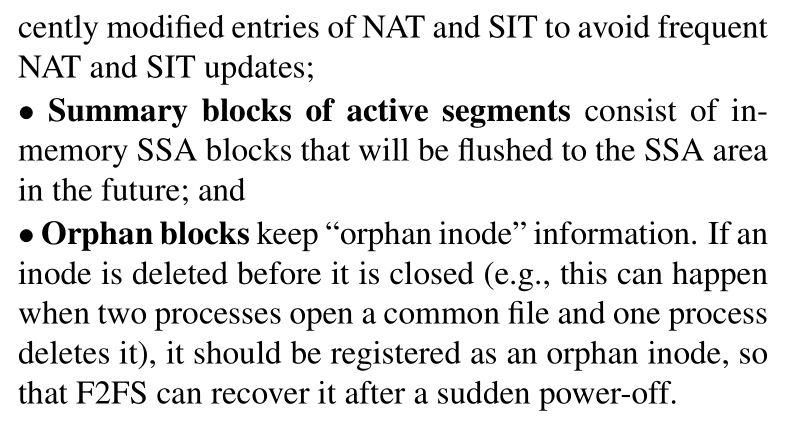 cently modified entries of NAT and SIT to avoid frequent
NAT and SIT updates;
• Summary blocks of active segments consist of in-
memory SSA blocks that will be flushed to the SSA area
in the future; and
• Orphan blocks keep “orphan inode” information. If an
inode is deleted before it is closed (e.g., this can happen
when two processes open a common file and one process
deletes it), it should be registered as an orphan inode, so
that F2FS can recover it after a sudden power-off.